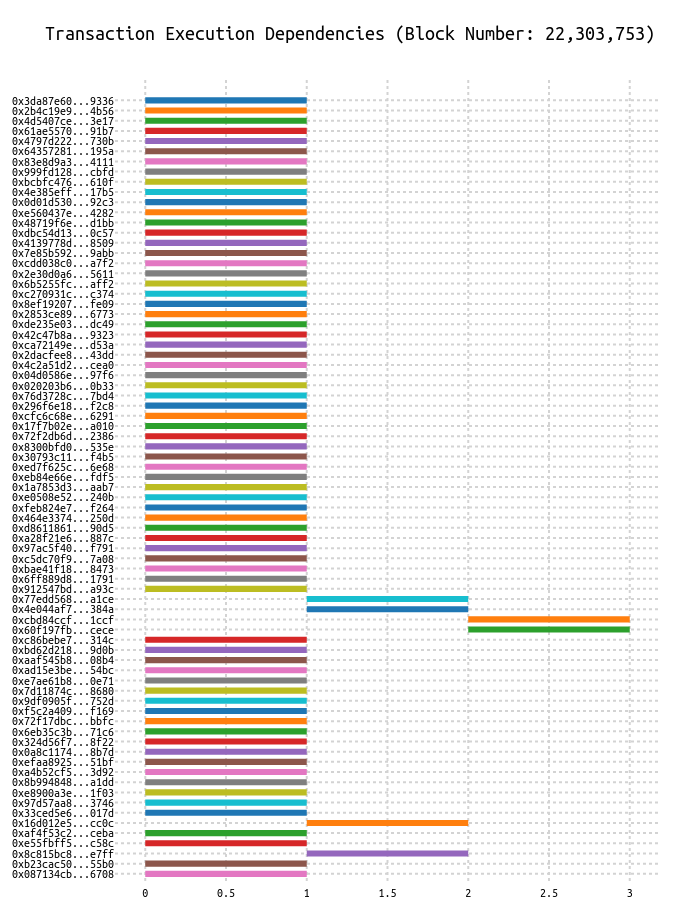 Transaction Execution Dependencies (Block Number: 22,303,753)
0x3da87e60...9336
0x2b4c19e9...4b56
0x4d5407ce...3e17
0x61ae5570...91b7
0x4797d222...730b
0x64357281...195a
0x83e8d9a3...4111
0x999fd128...cbfd
0xbcbfc476...610f
0x4e385eff...17b5
0x0d01d530...92c3
0xe560437e...4282
0x48719f6e...d1bb
0xdbc54d13...0c57
0x4139778d...8509
0x7e85b592...9abb
0xcdd038c0...a7f2
0x2e30d0a6...5611
0x6b5255fc...aff2
0xc270931c...c374
0x8ef19207...fe09
0x2853ce89...6773
0xde235e03...dc49
0x42c47b8a...9323
0xca72149e...d53a
0x2dacfee8...43dd
0x4c2a51d2...cea0
0x04d0586e...97f6
0x020203b6...0b33
0x76d3728c...7bd4
0x296f6e18...f2c8
0xcfc6c68e...6291
0x17f7b02e...a010
0x72f2db6d...2386
0x8300bfd0...535e
0x30793c11...f4b5
0xed7f625c...6e68
0xeb84e66e...fdf5
0x1a7853d3...aab7
0xe0508e52...240b
0xfeb824e7...f264
0x464e3374...250d
0xd8611861...90d5
0xa28f21e6...887c
0x97ac5f40...f791
0xc5dc70f9...7a08
0xbae41f18...8473
0x6ff889d8...1791
0x912547bd...a93c
0x77edd568...a1ce
0x4e044af7...384a
0xcbd84ccf...1ccf
0x60f197fb...cece
0xc86bebe7...314c
0xbd62d218...9d0b
0xaaf545b8...08b4
0xad15e3be...54bc
0xe7ae61b8...0e71
0x7d11874c...8680
0x9df0905f...752d
0xf5c2a409...f169
0x72f17dbc...bbfc
0x6eb35c3b...71c6
0x324d56f7...8f22
0x0a8c1174...8b7d
0xefaa8925...51bf
0xa4b52cf5...3d92
0x8b994848...a1dd
0xe8900a3e...1f03
0x97d57aa8...3746
0x33ced5e6...017d
0x16d012e5...cc0c
0xaf4f53c2...ceba
0xe55fbff5...c58c
0x8c815bc8...e7ff
0xb23cac50...55b0
0x087134cb...6708
0 0.5 1 1.5 2 2.5 3